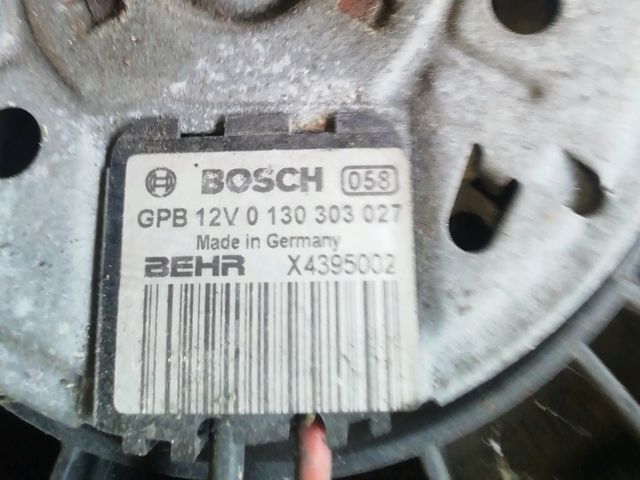 BOSCH 058
GPB 12V 0 130 303 027
Made in Germany
BEHR X4395002